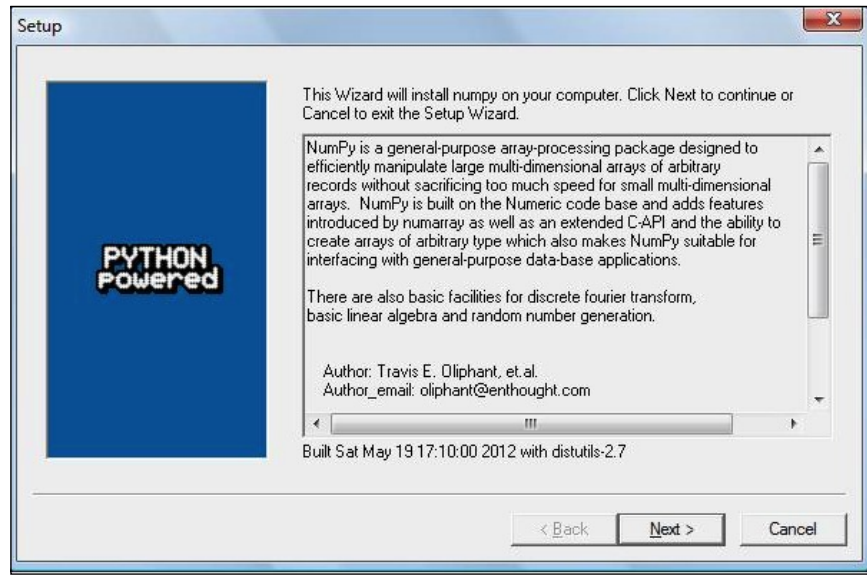 Setup
This Wizard will install numpy on your computer. Click Next to continue or
Cancel to exit the Setup Wizard.
NumPy is a general-purpose array-processing package designed to
efficiently manipulate large multi-dimensional arrays of arbitrary
records without sacrificing too much speed for small multi-dimensional
arrays.  NumPy is built on the Numeric code base and adds features
introduced by numarray as well as an extended C-API and the ability to
create arrays of arbitrary type which also makes NumPy suitable for
interfacing with general-purpose data-base applications.
There are also basic facilities for discrete fourier transform,
basic linear algebra and random number generation.
Author: Travis E. Oliphant, et.al.
Author_email: oliphant@enthought.com
PYTHON
Powered
Built Sat May 19 17:10:00 2012 with distutils-2.7
< Back
Next >
Cancel